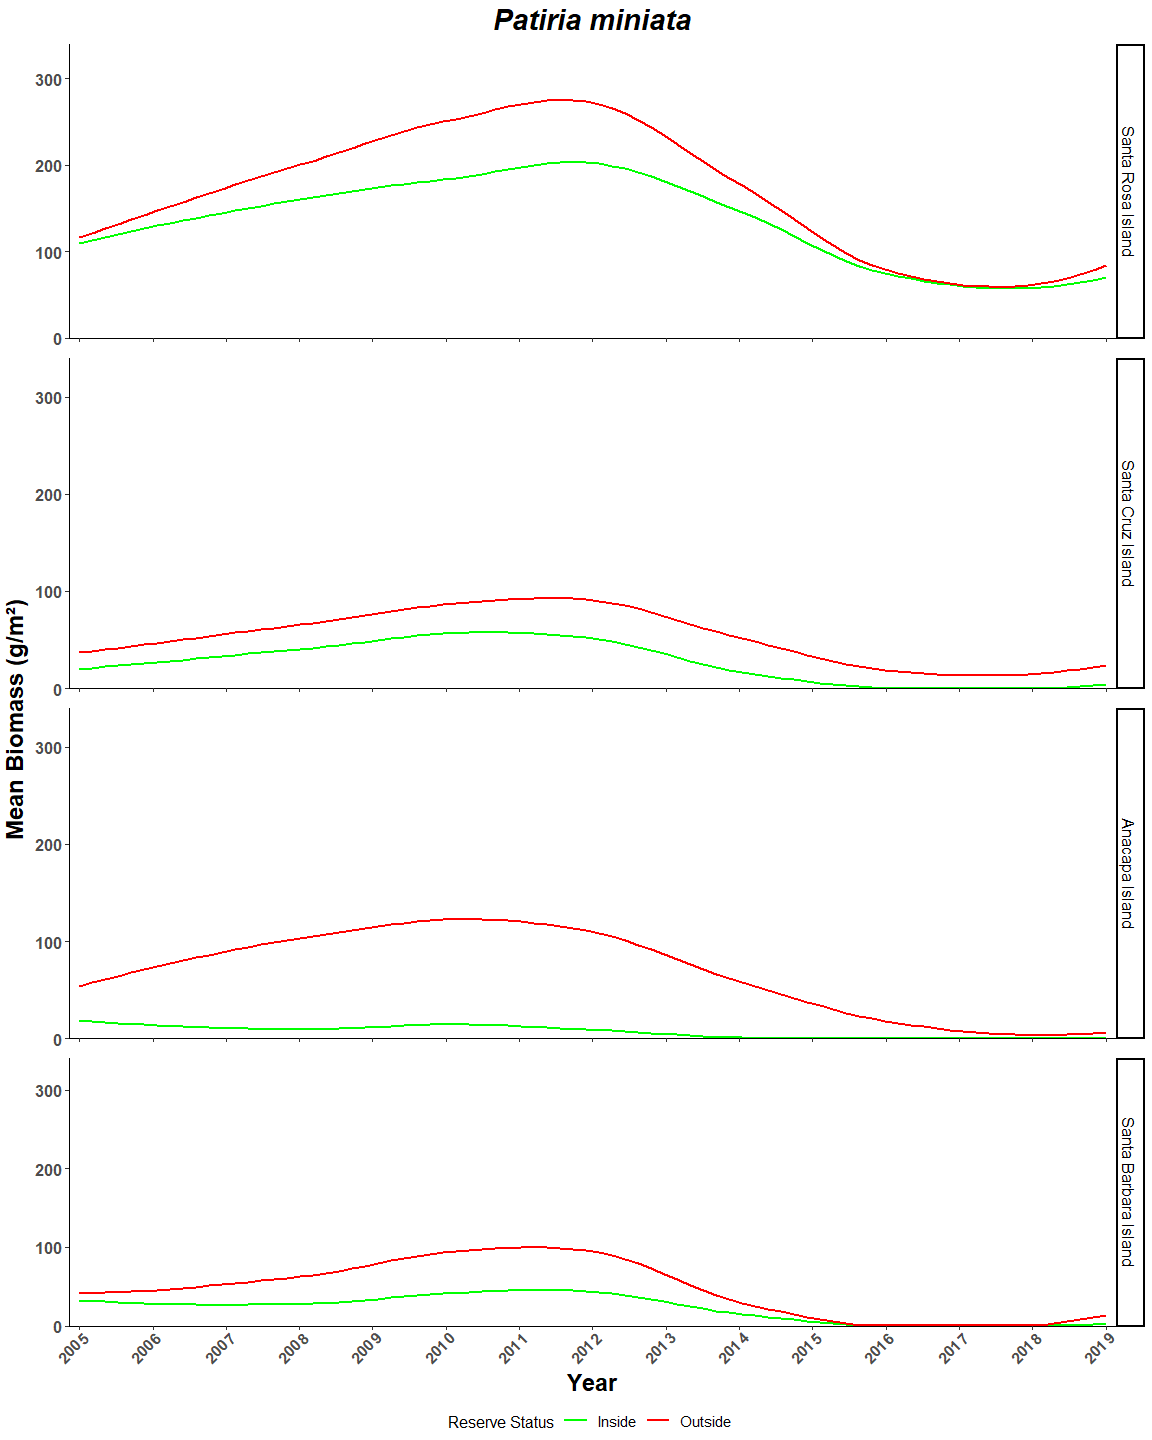 Patiria miniata
Mean Biomass (g/m²)
300
200
100
0
Santa Rosa Island
300
200
100
0
Santa Cruz Island
300
200
100
0
Anacapa Island
300
200
100
0
Santa Barbara Island
2005 2006 2007 2008 2009 2010 2011 2012 2013 2014 2015 2016 2017 2018 2019
Year
Reserve Status Inside Outside